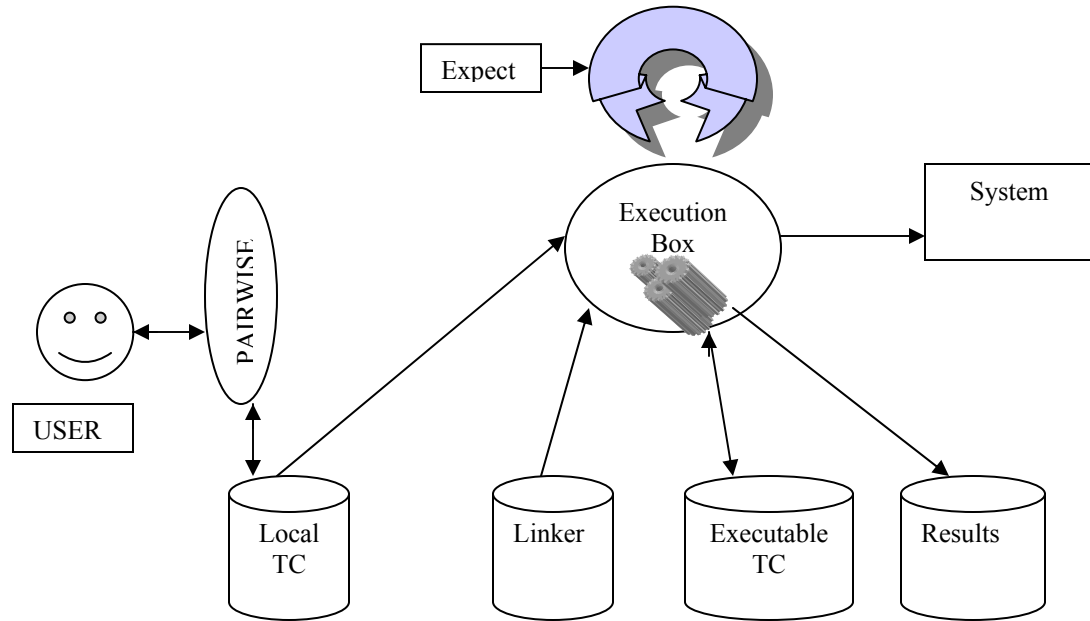 Expect
System
Execution
Box
PAIRWISE
USER
Local
TC
Linker
Executable
TC
Results